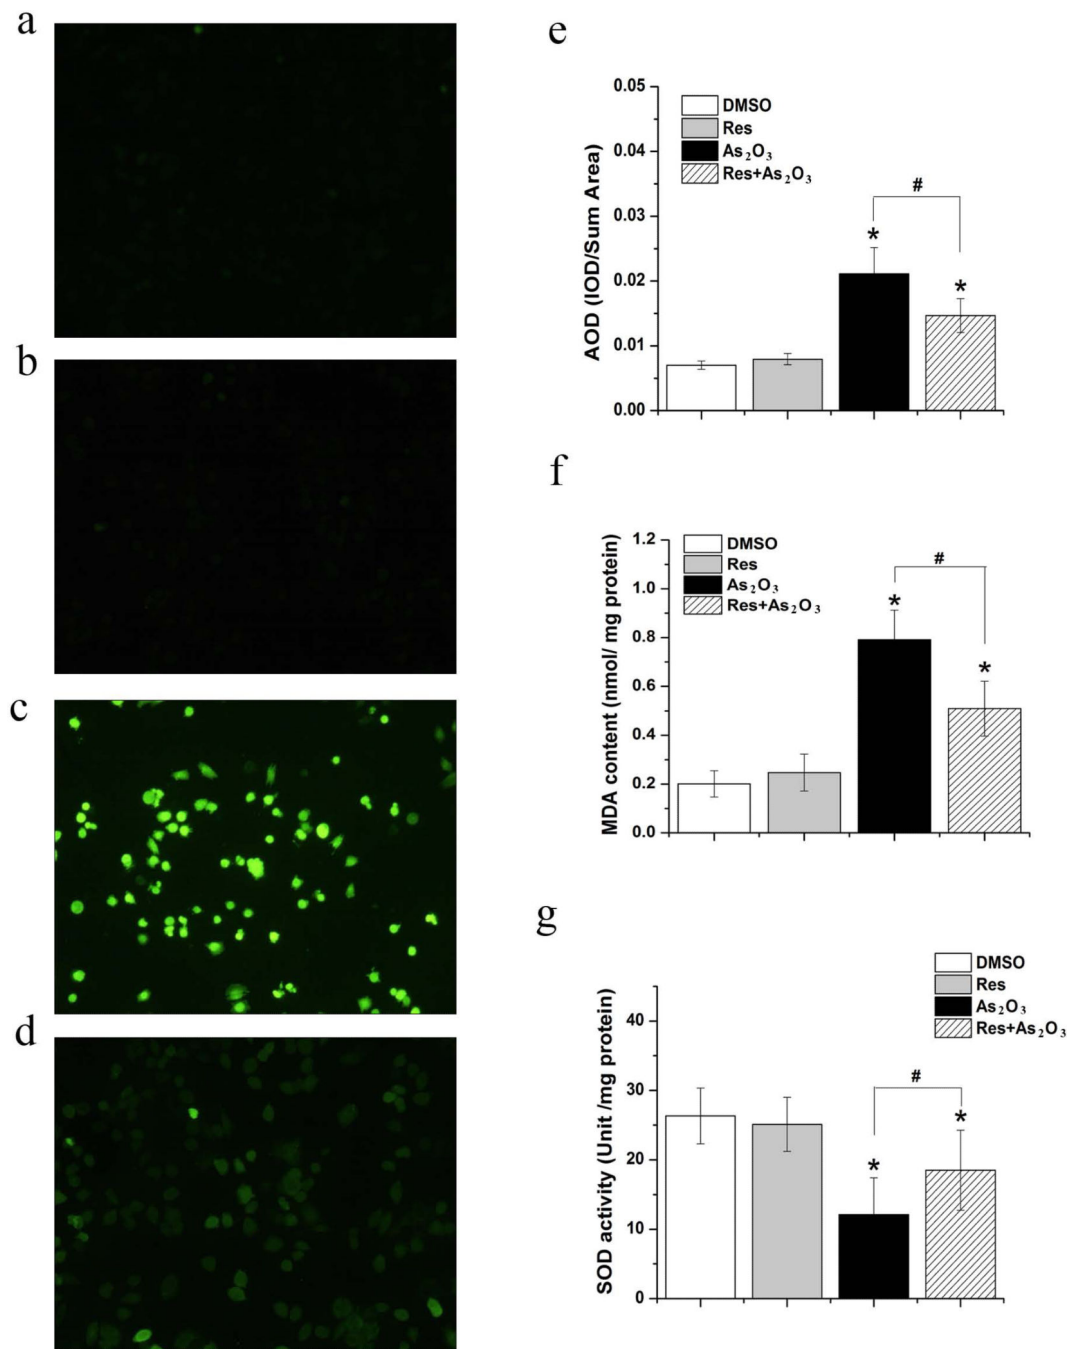 a
b
c
d
e
0.05
0.04
0.03
0.02
0.01
0.00
AOD (IOD/Sum Area)
DMSO
Res
As₂O₃
Res+As₂O₃
#
*
*
f
1.2
1.0
0.8
0.6
0.4
0.2
0.0
MDA content (nmol/ mg protein)
DMSO
Res
As₂O₃
Res+As₂O₃
#
*
*
g
40
30
20
10
0
SOD activity (Unit /mg protein)
DMSO
Res
As₂O₃
Res+As₂O₃
#
*
*